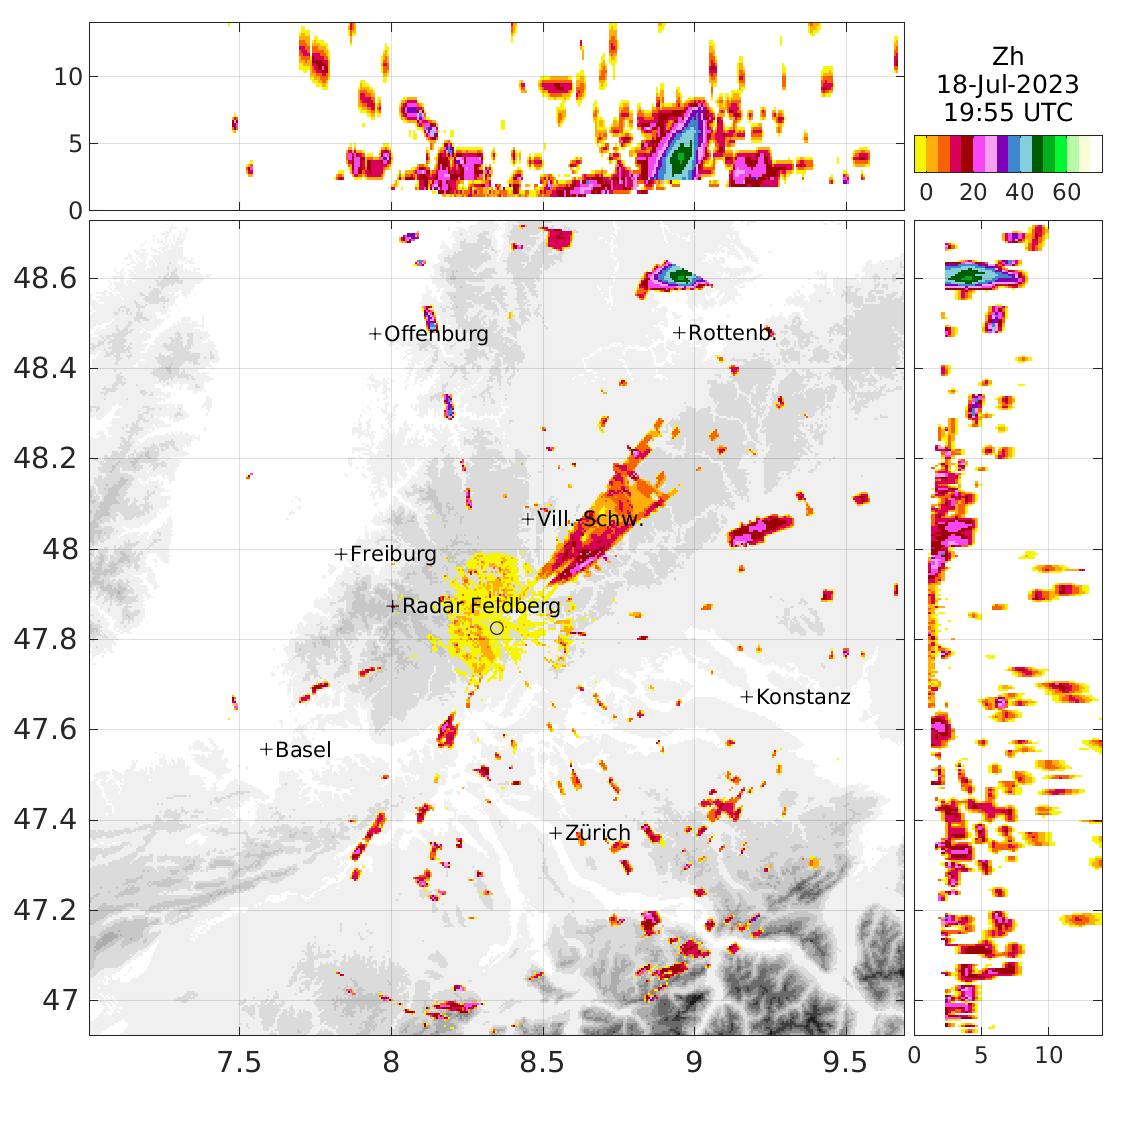 Zh
18-Jul-2023
19:55 UTC
0 20 40 60
10
5
0
48.6
48.4
48.2
48
47.8
47.6
47.4
47.2
47
+Offenburg
+Rottenb.
+Vill.-Schw.
+Freiburg
+Radar Feldberg
+Konstanz
+Basel
+Zürich
7.5 8 8.5 9 9.5
0 5 10